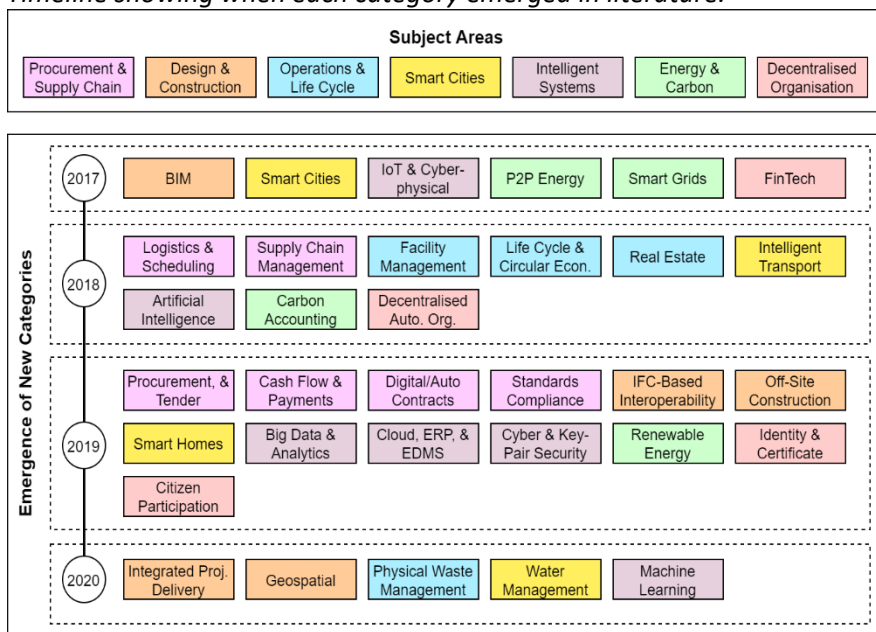 Timeline showing when each category emerged in literature.
Subject Areas
Procurement &
Supply Chain
Design &
Construction
Operations &
Life Cycle
Smart Cities
Intelligent
Systems
Energy &
Carbon
Decentralised
Organisation
Emergence of New Categories
2017
BIM
Smart Cities
IoT & Cyber-
physical
P2P Energy
Smart Grids
FinTech
2018
Logistics &
Scheduling
Supply Chain
Management
Facility
Management
Life Cycle &
Circular Econ.
Real Estate
Intelligent
Transport
Artificial
Intelligence
Carbon
Accounting
Decentralised
Auto. Org.
2019
Procurement, &
Tender
Cash Flow &
Payments
Digital/Auto
Contracts
Standards
Compliance
IFC-Based
Interoperability
Off-Site
Construction
Smart Homes
Big Data &
Analytics
Cloud, ERP, &
EDMS
Cyber & Key-
Pair Security
Renewable
Energy
Identity &
Certificate
Citizen
Participation
2020
Integrated Proj.
Delivery
Geospatial
Physical Waste
Management
Water
Management
Machine
Learning